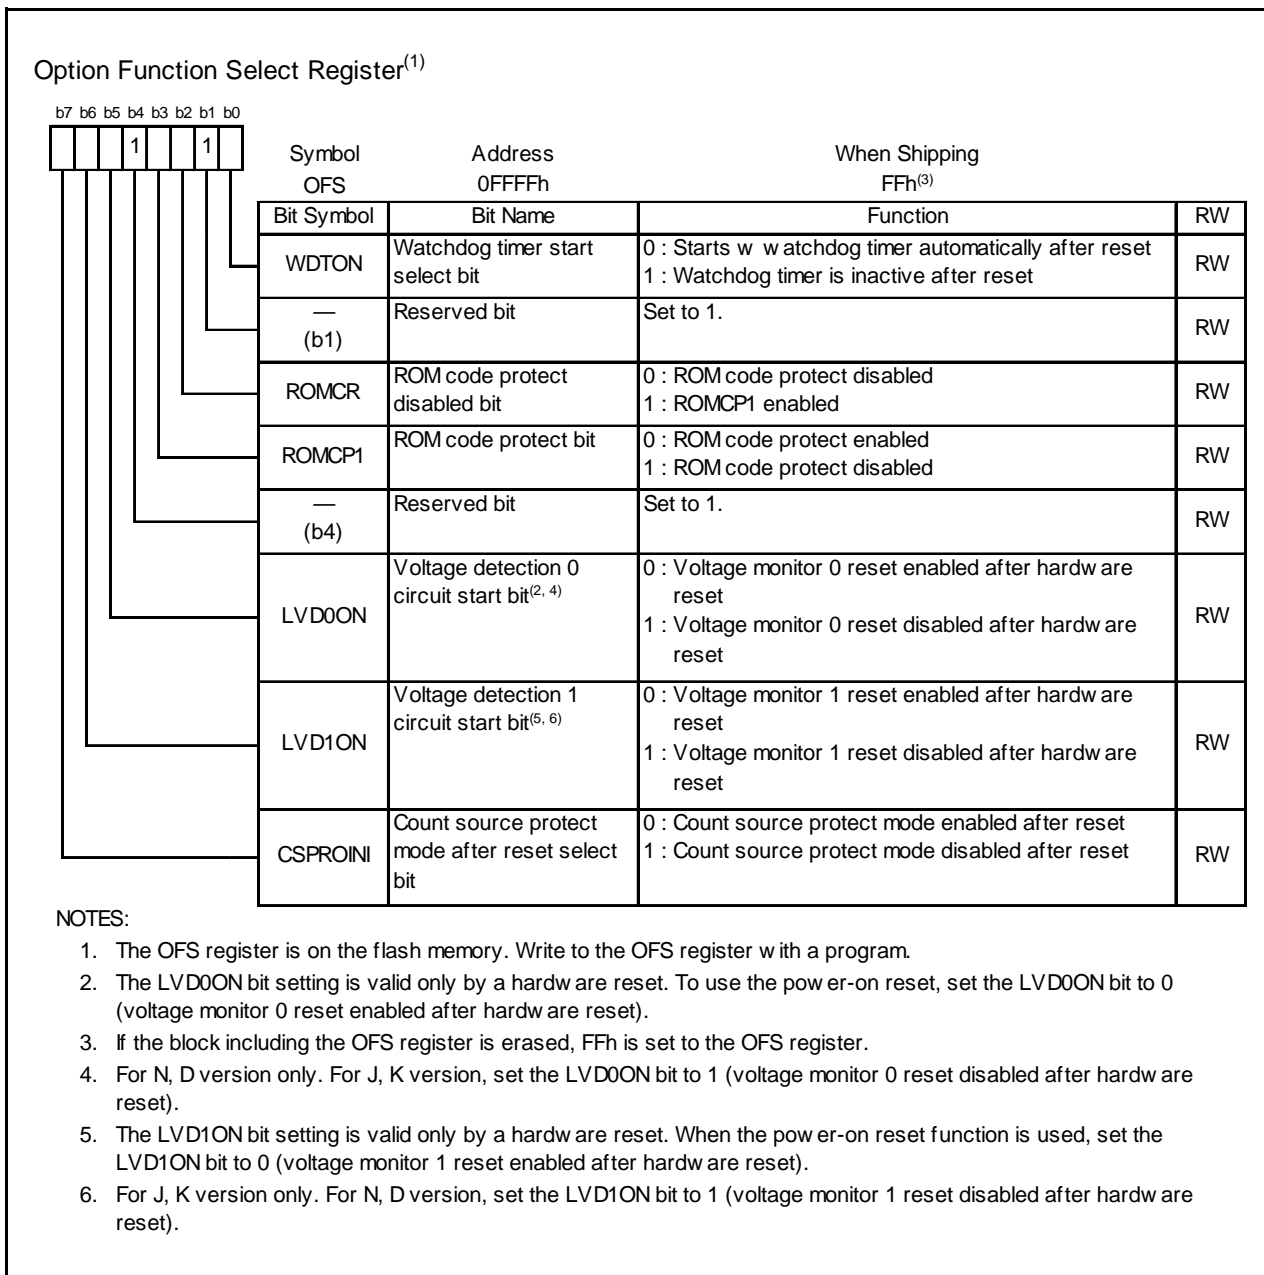 Option Function Select Register(1)
b7 b6 b5 b4 b3 b2 b1 b0
1 1
Symbol Address When Shipping
OFS 0FFFFh FFh(3)
Bit Symbol Bit Name Function RW
WDTON Watchdog timer start select bit 0 : Starts w w atchdog timer automatically after reset RW
1 : Watchdog timer is inactive after reset
— (b1) Reserved bit Set to 1. RW
ROMCR ROM code protect disabled bit 0 : ROM code protect disabled RW
1 : ROMCP1 enabled
ROMCP1 ROM code protect bit 0 : ROM code protect enabled RW
1 : ROM code protect disabled
— (b4) Reserved bit Set to 1. RW
LVD0ON Voltage detection 0 circuit start bit(2, 4) 0 : Voltage monitor 0 reset enabled after hardw are reset RW
1 : Voltage monitor 0 reset disabled after hardw are reset
LVD1ON Voltage detection 1 circuit start bit(5, 6) 0 : Voltage monitor 1 reset enabled after hardw are reset RW
1 : Voltage monitor 1 reset disabled after hardw are reset
CSPROINI Count source protect mode after reset select bit 0 : Count source protect mode enabled after reset RW
1 : Count source protect mode disabled after reset
NOTES:
1. The OFS register is on the flash memory. Write to the OFS register w ith a program.
2. The LVD0ON bit setting is valid only by a hardw are reset. To use the pow er-on reset, set the LVD0ON bit to 0
(voltage monitor 0 reset enabled after hardw are reset).
3. If the block including the OFS register is erased, FFh is set to the OFS register.
4. For N, D version only. For J, K version, set the LVD0ON bit to 1 (voltage monitor 0 reset disabled after hardw are
reset).
5. The LVD1ON bit setting is valid only by a hardw are reset. When the pow er-on reset function is used, set the
LVD1ON bit to 0 (voltage monitor 1 reset enabled after hardw are reset).
6. For J, K version only. For N, D version, set the LVD1ON bit to 1 (voltage monitor 1 reset disabled after hardw are
reset).